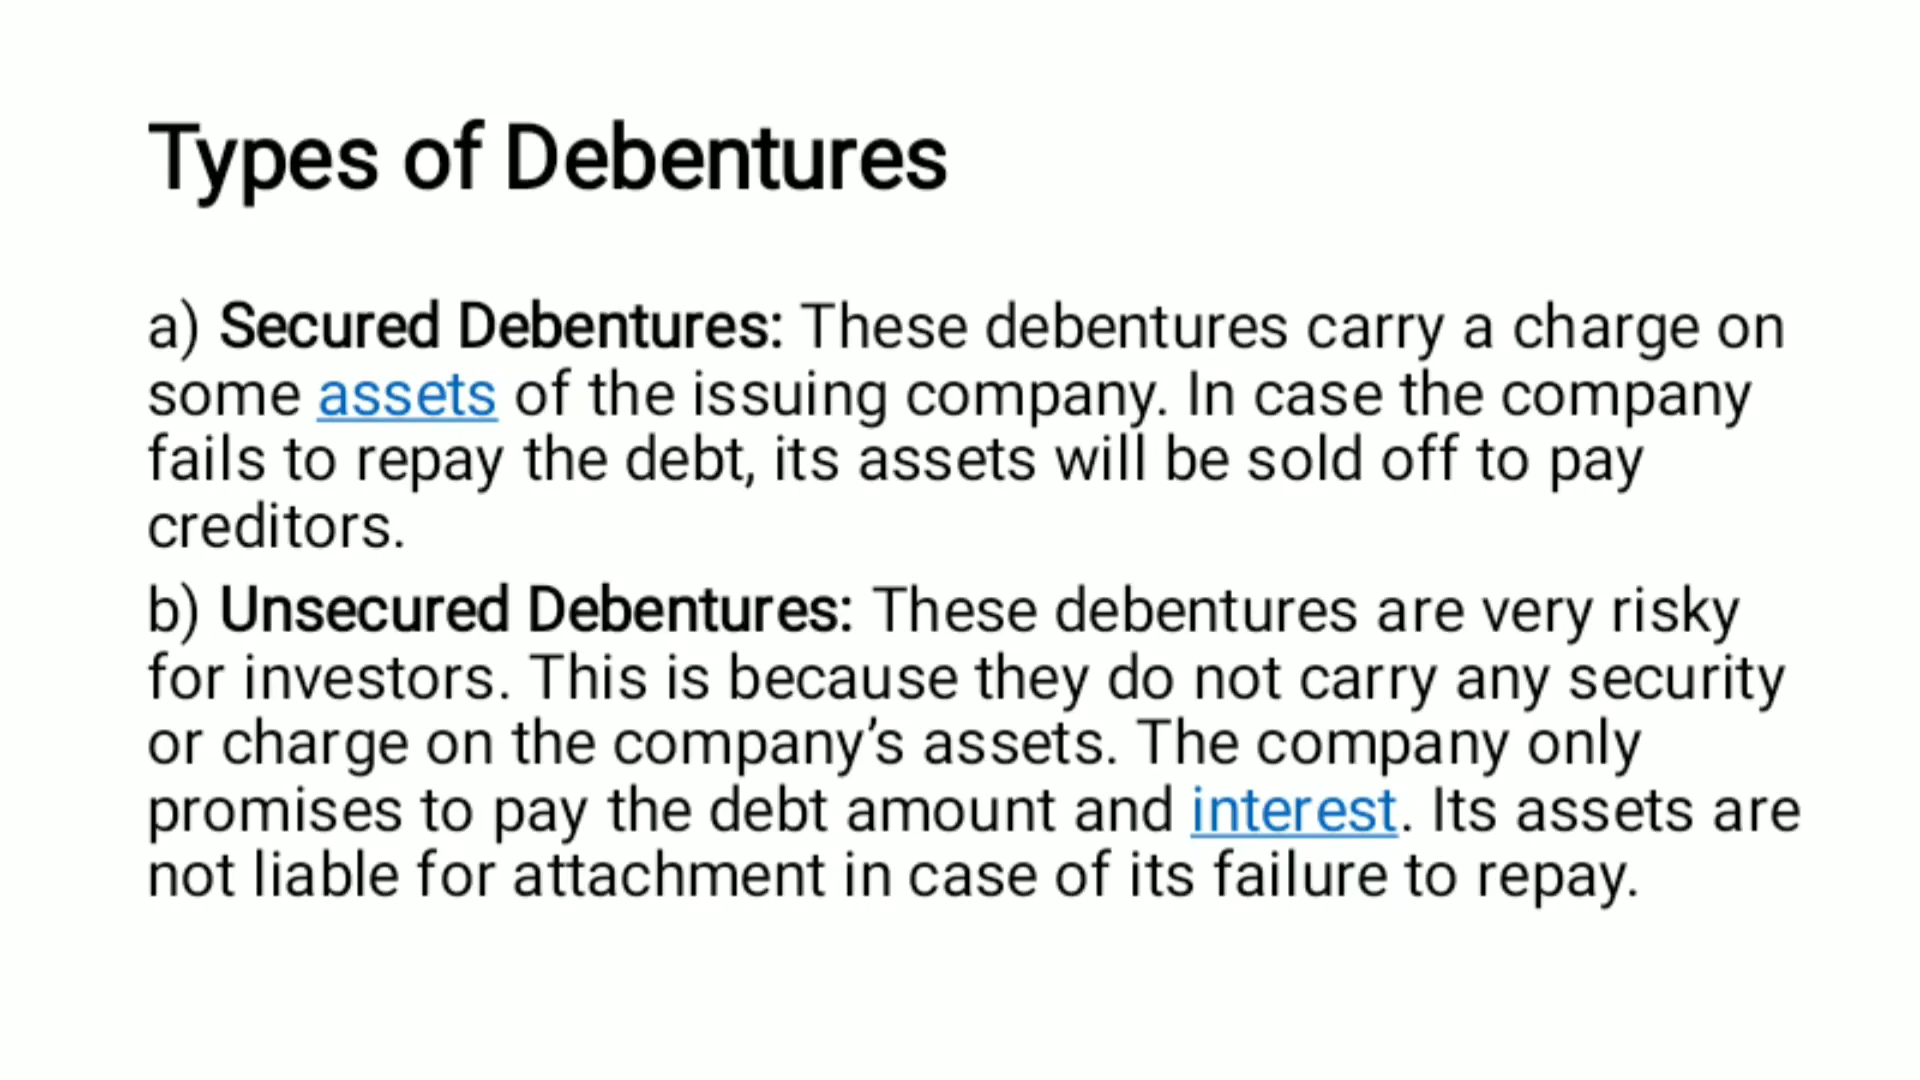 Types of Debentures
a) Secured Debentures: These debentures carry a charge on
some assets of the issuing company. In case the company
fails to repay the debt, its assets will be sold off to pay
creditors.
b) Unsecured Debentures: These debentures are very risky
for investors. This is because they do not carry any security
or charge on the company’s assets. The company only
promises to pay the debt amount and interest. Its assets are
not liable for attachment in case of its failure to repay.